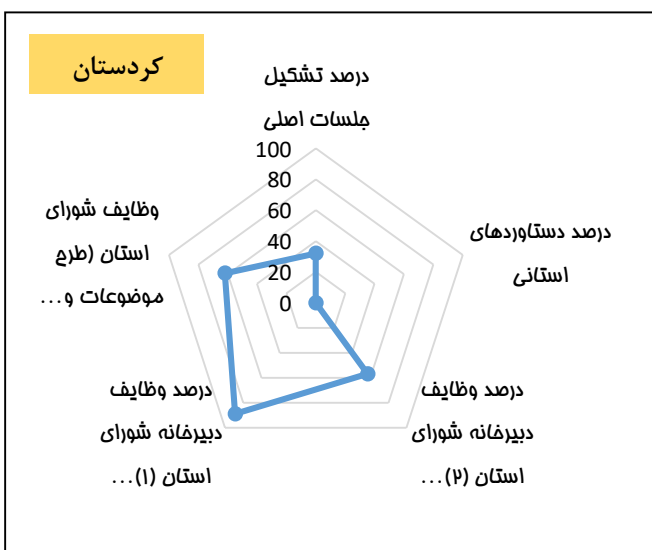 کردستان
درصد تشکیل
جلسات اصلی
100
80
60
40
20
0
درصد دستاوردهای
استانی
درصد وظایف
دبیرخانه شورای
استان (۲)...
درصد وظایف
دبیرخانه شورای
استان (۱)...
وظایف شورای
استان (طرح
موضوعات و...